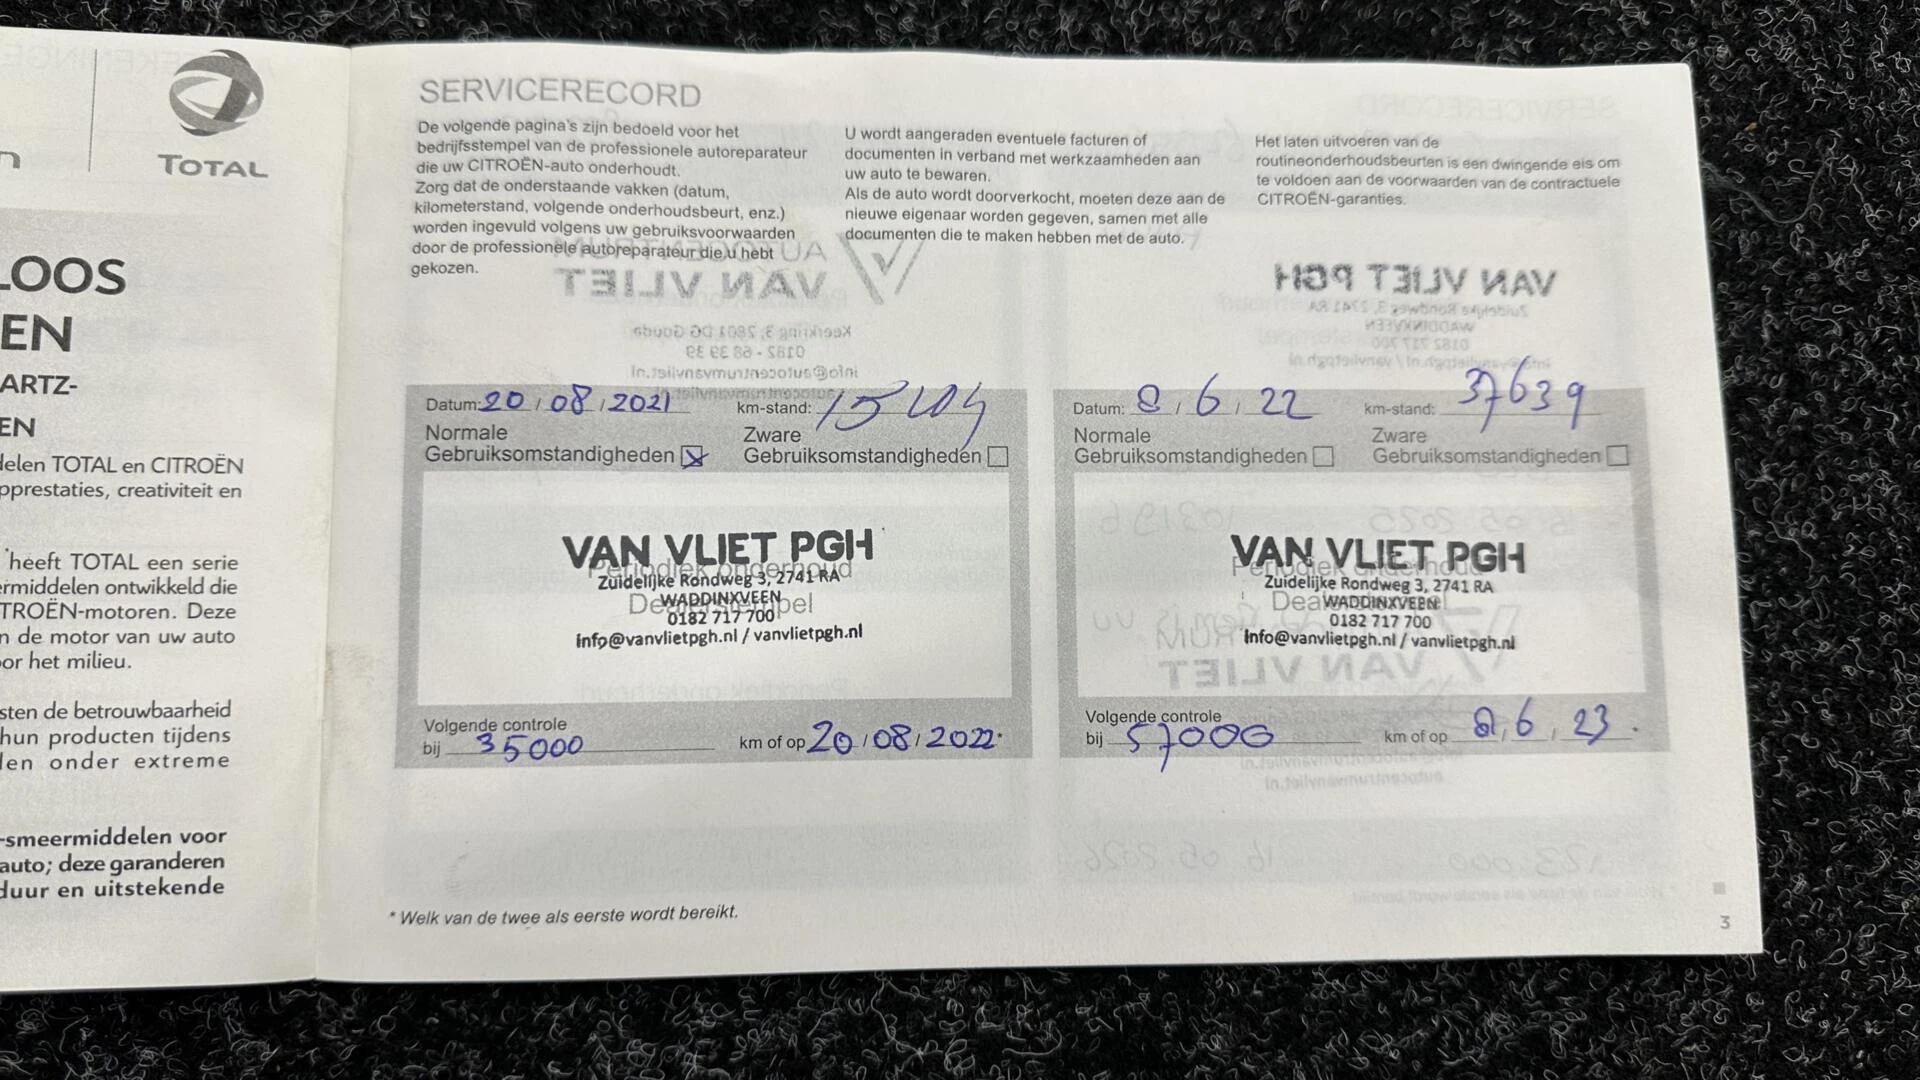 TOTAL
LOOS
EN
ARTZ-
EN
delen TOTAL en CITROËN
pprestaties, creativiteit en
heeft TOTAL een serie
ermiddelen ontwikkeld die
TROËN-motoren. Deze
n de motor van uw auto
oor het milieu.
sten de betrouwbaarheid
hun producten tijdens
len onder extreme
-smeermiddelen voor
auto; deze garanderen
duur en uitstekende
SERVICERECORD
De volgende pagina's zijn bedoeld voor het
bedrijfsstempel van de professionele autoreparateur
die uw CITROËN-auto onderhoudt.
Zorg dat de onderstaande vakken (datum,
kilometerstand, volgende onderhoudsbeurt, enz.)
worden ingevuld volgens uw gebruiksvoorwaarden
door de professionele autoreparateur die u hebt
gekozen.
U wordt aangeraden eventuele facturen of
documenten in verband met werkzaamheden aan
uw auto te bewaren.
Als de auto wordt doorverkocht, moeten deze aan de
nieuwe eigenaar worden gegeven, samen met alle
documenten die te maken hebben met de auto.
Het laten uitvoeren van de
routineonderhoudsbeurten is een dwingende eis om
te voldoen aan de voorwaarden van de contractuele
CITROËN-garanties.
Datum: 20 / 08 / 2021 km-stand:
Normale Zware
Gebruiksomstandigheden Gebruiksomstandigheden
VAN VLIET PGH
Periodiek onderhoud
Zuidelijke Rondweg 3, 2741 RA
WADDINXVEEN
Dealerstempel
0182 717 700
info@vanvlietpgh.nl / vanvlietpgh.nl
Volgende controle
bij 35000 km of op 20 / 08 / 2022*
Datum: 8 / 6 / 22 km-stand: 37639
Normale Zware
Gebruiksomstandigheden Gebruiksomstandigheden
VAN VLIET PGH
Periodiek onderhoud
Zuidelijke Rondweg 3, 2741 RA
WADDINXVEEN
0182 717 700
info@vanvlietpgh.nl / vanvlietpgh.nl
Volgende controle
bij 57000 km of op 8 / 6 / 23
* Welk van de twee als eerste wordt bereikt.
3